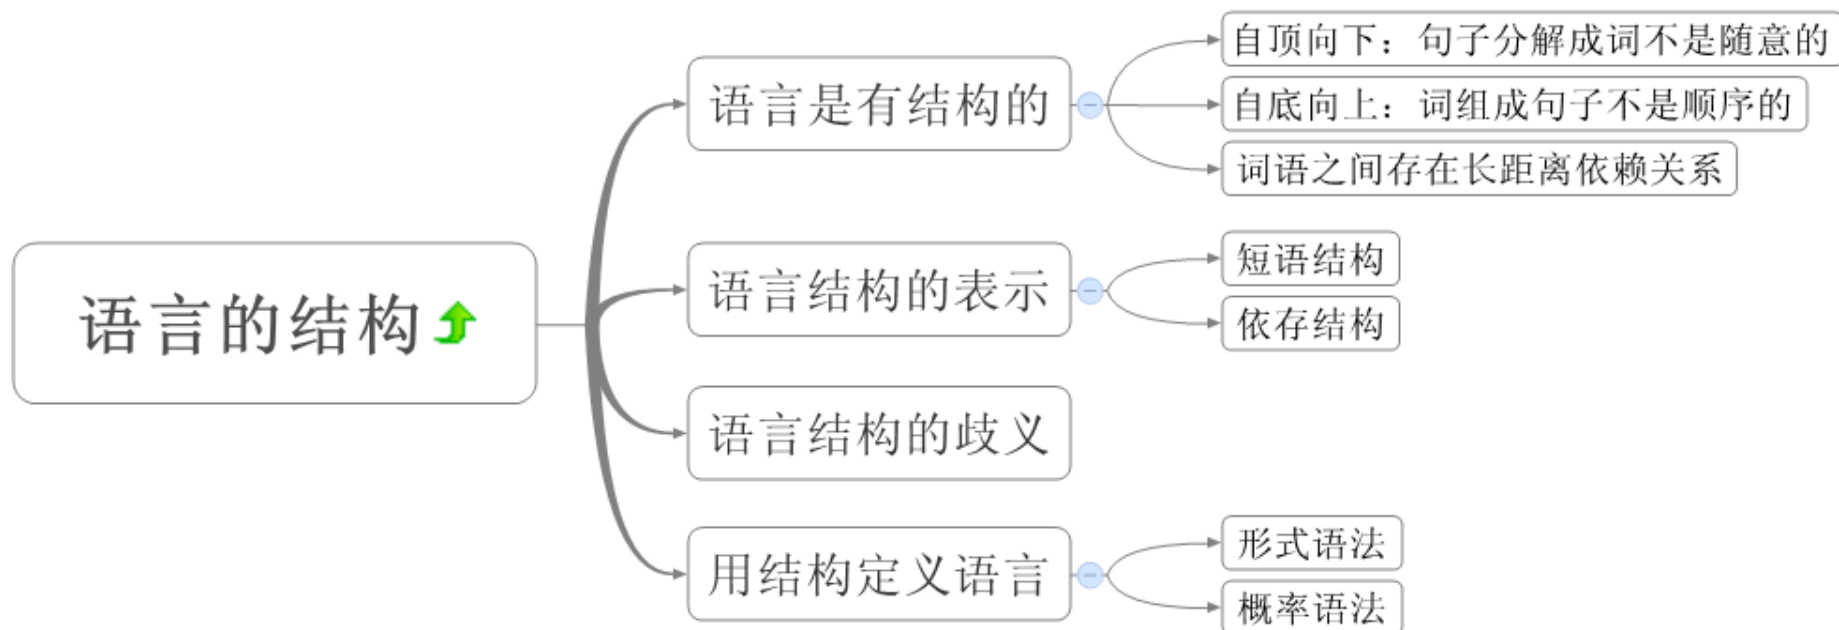 语言的结构
语言是有结构的
自顶向下：句子分解成词不是随意的
自底向上：词组成句子不是顺序的
词语之间存在长距离依赖关系
语言结构的表示
短语结构
依存结构
语言结构的歧义
用结构定义语言
形式语法
概率语法